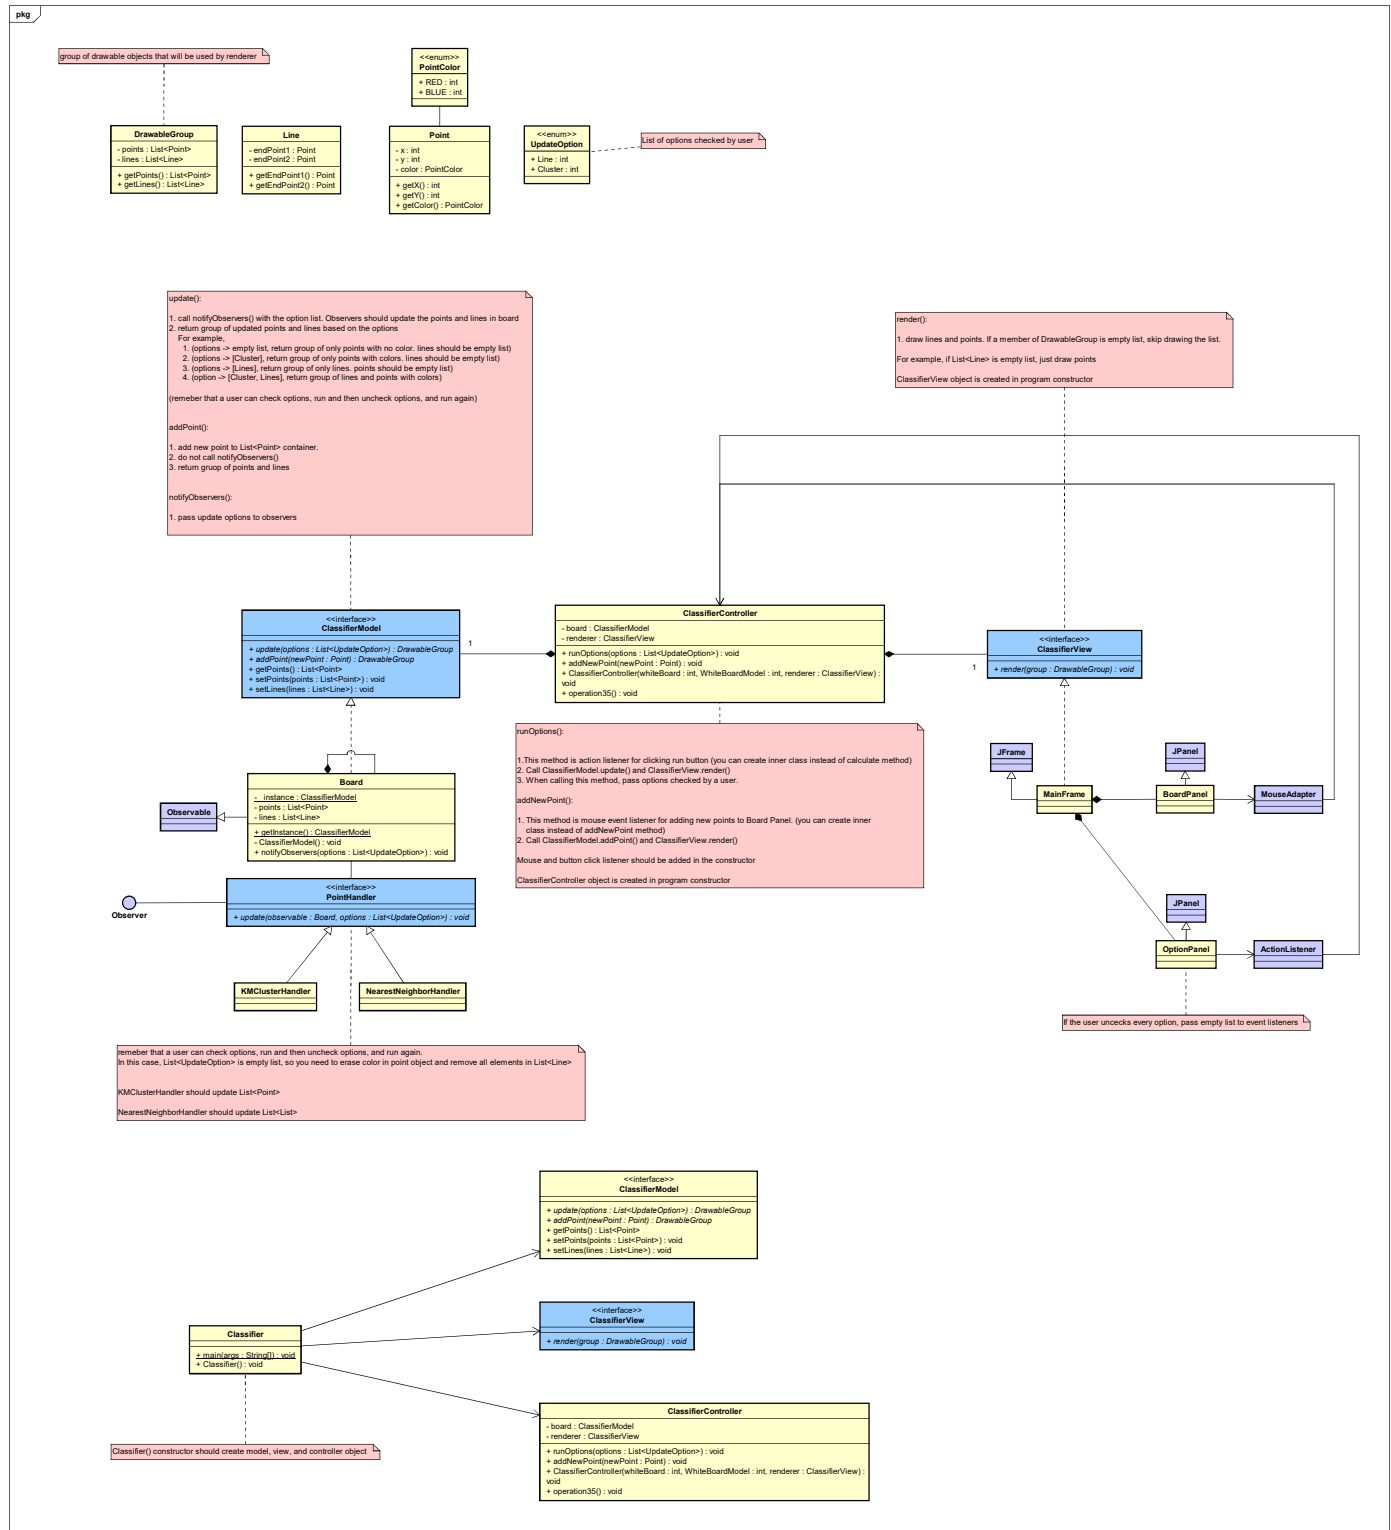 pkg
group of drawable objects that will be used by renderer
<<enum>>
PointColor
+ RED : int
+ BLUE : int
DrawableGroup
- points : List<Point>
- lines : List<Line>
+ getPoints() : List<Point>
+ getLines() : List<Line>
Line
- endPoint1 : Point
- endPoint2 : Point
+ getEndPoint1() : Point
+ getEndPoint2() : Point
Point
- x : int
- y : int
- color : PointColor
+ getX() : int
+ getY() : int
+ getColor() : PointColor
<<enum>>
UpdateOption
+ Line : int
+ Cluster : int
List of options checked by user
update():
1. call notifyObservers() with the option list. Observers should update the points and lines in board
2. return group of updated points and lines based on the options
For example,
1. (options -> empty list, return group of only points with no color. lines should be empty list)
2. (options -> [Cluster], return group of only points with colors. lines should be empty list)
3. (options -> [Lines], return group of only lines. points should be empty list)
4. (option -> [Cluster, Lines], return group of lines and points with colors)
(remeber that a user can check options, run and then uncheck options, and run again)
addPoint():
1. add new point to List<Point> container.
2. do not call notifyObservers()
3. return gruop of points and lines
notifyObservers():
1. pass update options to observers
render():
1. draw lines and points. If a member of DrawableGroup is empty list, skip drawing the list.
For example, if List<Line> is empty list, just draw points
ClassifierView object is created in program constructor
<<interface>>
ClassifierModel
+ update(options : List<UpdateOption>) : DrawableGroup
+ addPoint(newPoint : Point) : DrawableGroup
+ getPoints() : List<Point>
+ setPoints(points : List<Point>) : void
+ setLines(lines : List<Line>) : void
1
ClassifierController
- board : ClassifierModel
- renderer : ClassifierView
+ runOptions(options : List<UpdateOption>) : void
+ addNewPoint(newPoint : Point) : void
+ ClassifierController(whiteBoard : int, WhiteBoardModel : int, renderer : ClassifierView) :
void
+ operation35() : void
1
<<interface>>
ClassifierView
+ render(group : DrawableGroup) : void
runOptions():
1.This method is action listener for clicking run button (you can create inner class instead of calculate method)
2. Call ClassifierModel.update() and ClassifierView.render()
3. When calling this method, pass options checked by a user.
addNewPoint():
1. This method is mouse event listener for adding new points to Board Panel. (you can create inner
class instead of addNewPoint method)
2. Call ClassifierModel.addPoint() and ClassifierView.render()
Mouse and button click listener should be added in the constructor
ClassifierController object is created in program constructor
JFrame
JPanel
MainFrame
BoardPanel
MouseAdapter
Observable
Board
- _instance : ClassifierModel
- points : List<Point>
- lines : List<Line>
+ getInstance() : ClassifierModel
- ClassifierModel() : void
+ notifyObservers(options : List<UpdateOption>) : void
Observer
<<interface>>
PointHandler
+ update(observable : Board, options : List<UpdateOption>) : void
JPanel
OptionPanel
ActionListener
KMClusterHandler
NearestNeighborHandler
If the user uncecks every option, pass empty list to event listeners
remeber that a user can check options, run and then uncheck options, and run again.
In this case, List<UpdateOption> is empty list, so you need to erase color in point object and remove all elements in List<Line>
KMClusterHandler should update List<Point>
NearestNeighborHandler should update List<List>
<<interface>>
ClassifierModel
+ update(options : List<UpdateOption>) : DrawableGroup
+ addPoint(newPoint : Point) : DrawableGroup
+ getPoints() : List<Point>
+ setPoints(points : List<Point>) : void
+ setLines(lines : List<Line>) : void
<<interface>>
ClassifierView
+ render(group : DrawableGroup) : void
Classifier
+ main(args : String[]) : void
+ Classifier() : void
ClassifierController
- board : ClassifierModel
- renderer : ClassifierView
+ runOptions(options : List<UpdateOption>) : void
+ addNewPoint(newPoint : Point) : void
+ ClassifierController(whiteBoard : int, WhiteBoardModel : int, renderer : ClassifierView) :
void
+ operation35() : void
Classifier() constructor should create model, view, and controller object